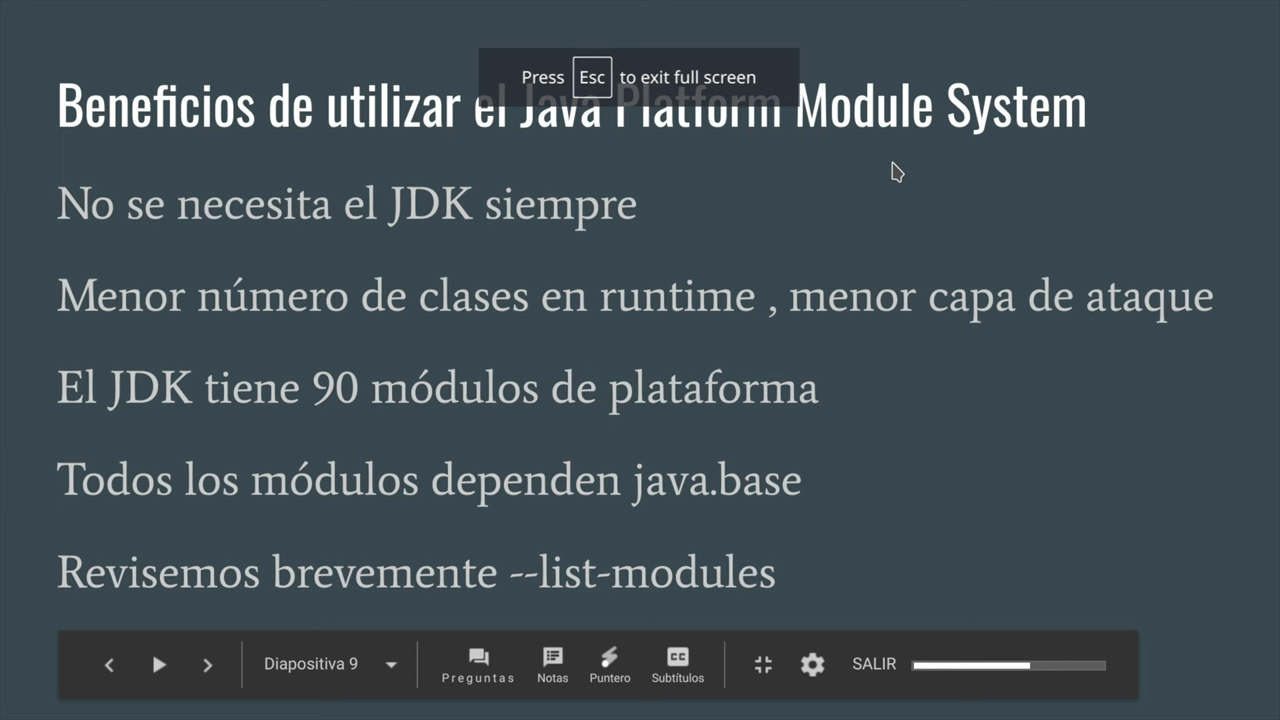 Press Esc to exit full screen
Beneficios de utilizar el Java Platform Module System
No se necesita el JDK siempre
Menor número de clases en runtime , menor capa de ataque
El JDK tiene 90 módulos de plataforma
Todos los módulos dependen java.base
Revisemos brevemente --list-modules
Diapositiva 9
Preguntas
Notas
Puntero
CC
Subtítulos
SALIR